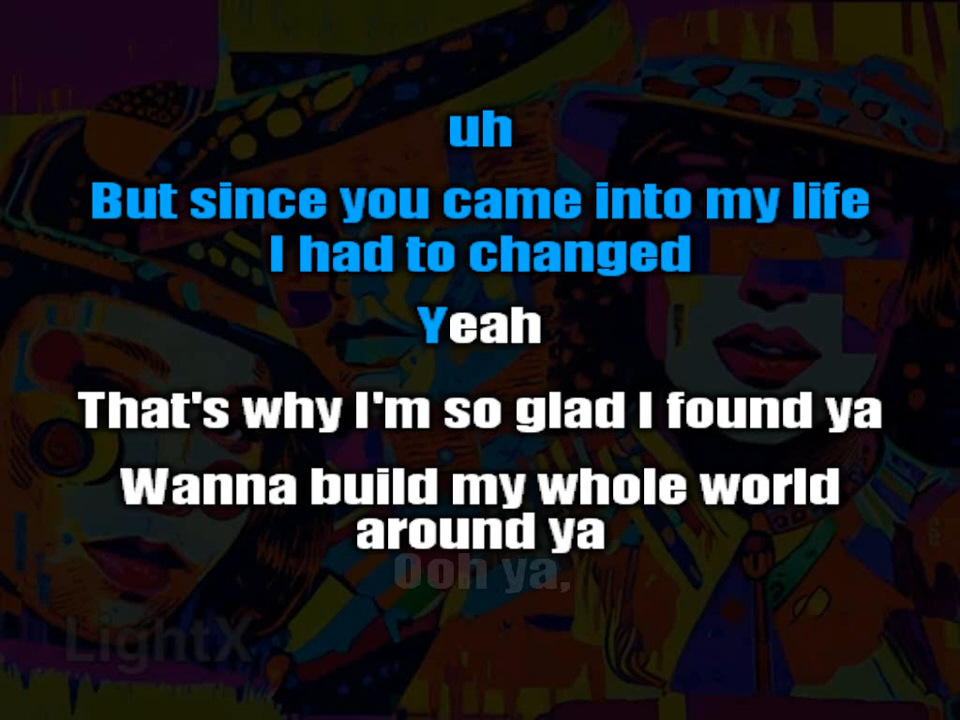 uh
But since you came into my life
I had to changed
Yeah
That's why I'm so glad I found ya
Wanna build my whole world
around ya
Ooh ya,
LightX